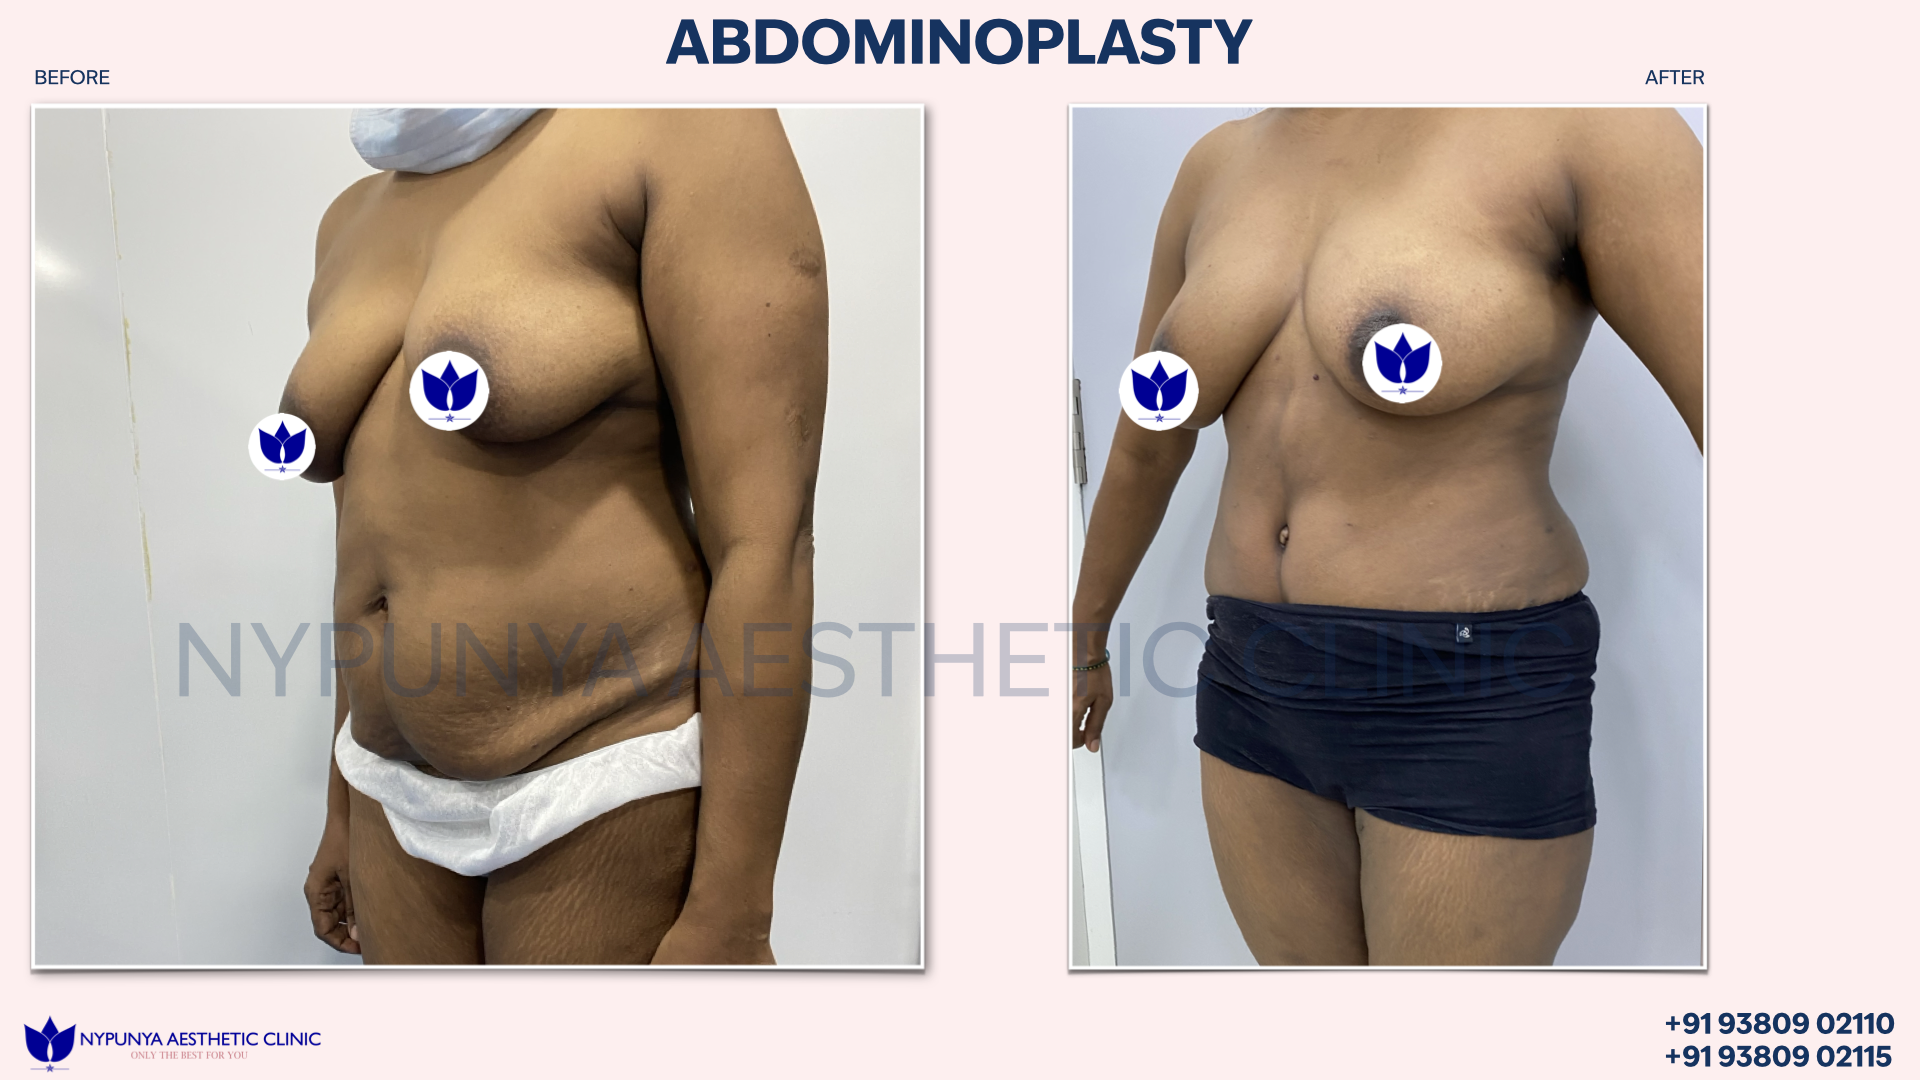 ABDOMINOPLASTY
BEFORE
AFTER
NYPUNYA AESTHETIC CLINIC
NYPUNYA AESTHETIC CLINIC
ONLY THE BEST FOR YOU
+91 93809 02110
+91 93809 02115